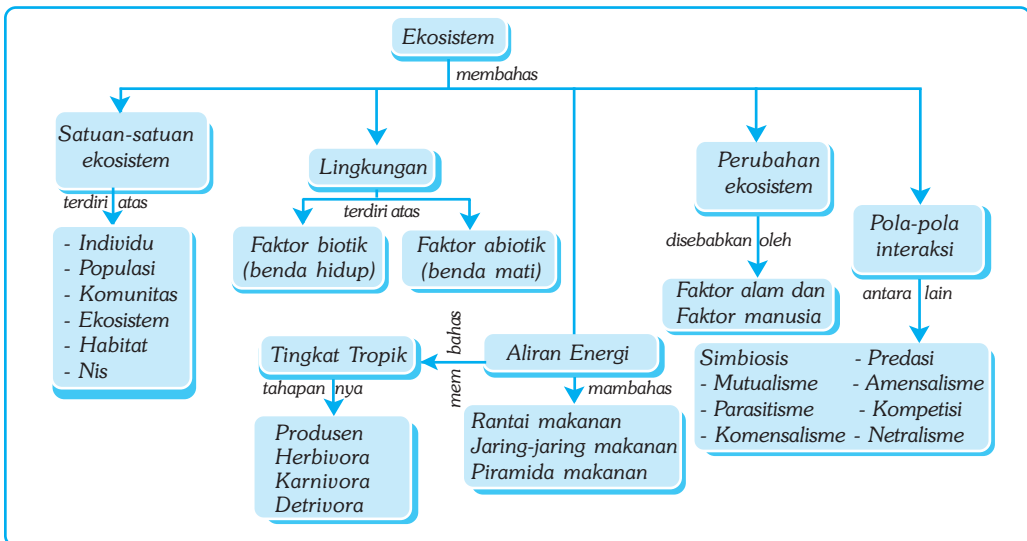 Ekosistem
membahas
Satuan-satuan
ekosistem
terdiri atas
- Individu
- Populasi
- Komunitas
- Ekosistem
- Habitat
- Nis
Lingkungan
terdiri atas
Faktor biotik
(benda hidup)
Faktor abiotik
(benda mati)
Perubahan
ekosistem
disebabkan oleh
Faktor alam dan
Faktor manusia
Pola-pola
interaksi
antara lain
Simbiosis
- Mutualisme
- Parasitisme
- Komensalisme
- Predasi
- Amensalisme
- Kompetisi
- Netralisme
Aliran Energi
mem bahas
Tingkat Tropik
tahapan nya
Produsen
Herbivora
Karnivora
Detrivora
mambahas
Rantai makanan
Jaring-jaring makanan
Piramida makanan